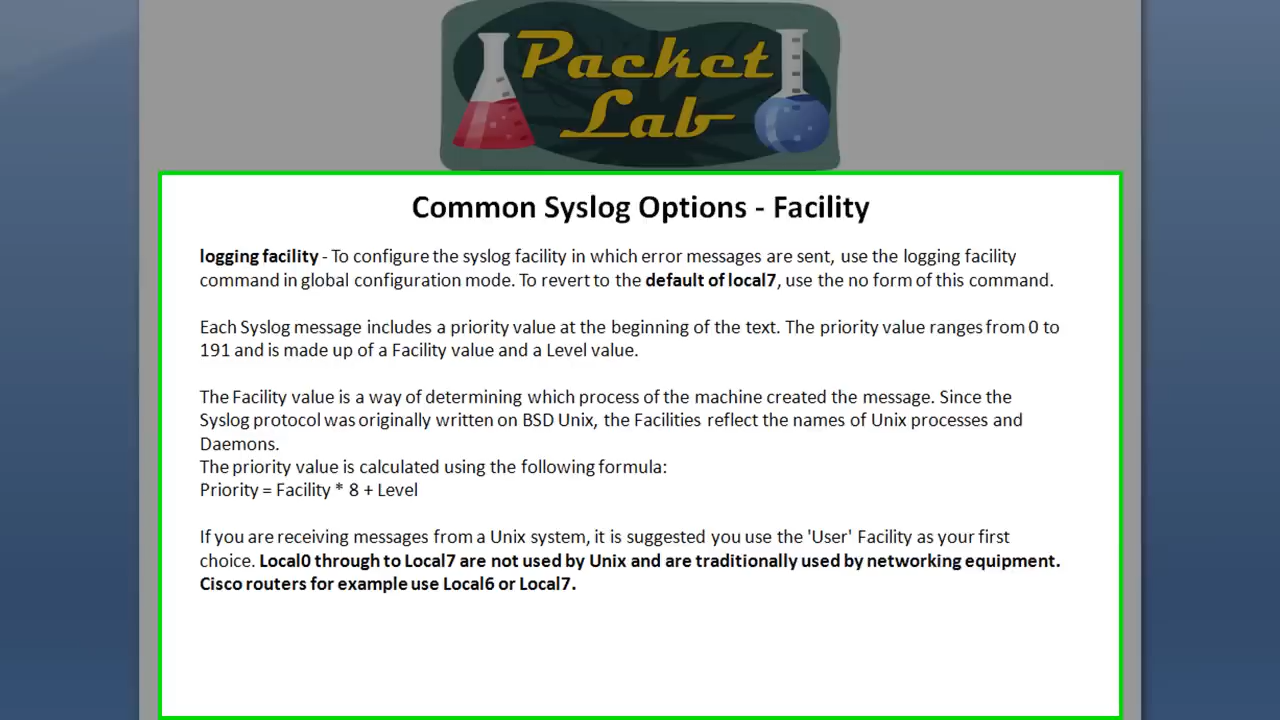 Packet
Lab
Common Syslog Options - Facility
logging facility - To configure the syslog facility in which error messages are sent, use the logging facility
command in global configuration mode. To revert to the default of local7, use the no form of this command.
Each Syslog message includes a priority value at the beginning of the text. The priority value ranges from 0 to
191 and is made up of a Facility value and a Level value.
The Facility value is a way of determining which process of the machine created the message. Since the
Syslog protocol was originally written on BSD Unix, the Facilities reflect the names of Unix processes and
Daemons.
The priority value is calculated using the following formula:
Priority = Facility * 8 + Level
If you are receiving messages from a Unix system, it is suggested you use the 'User' Facility as your first
choice. Local0 through to Local7 are not used by Unix and are traditionally used by networking equipment.
Cisco routers for example use Local6 or Local7.